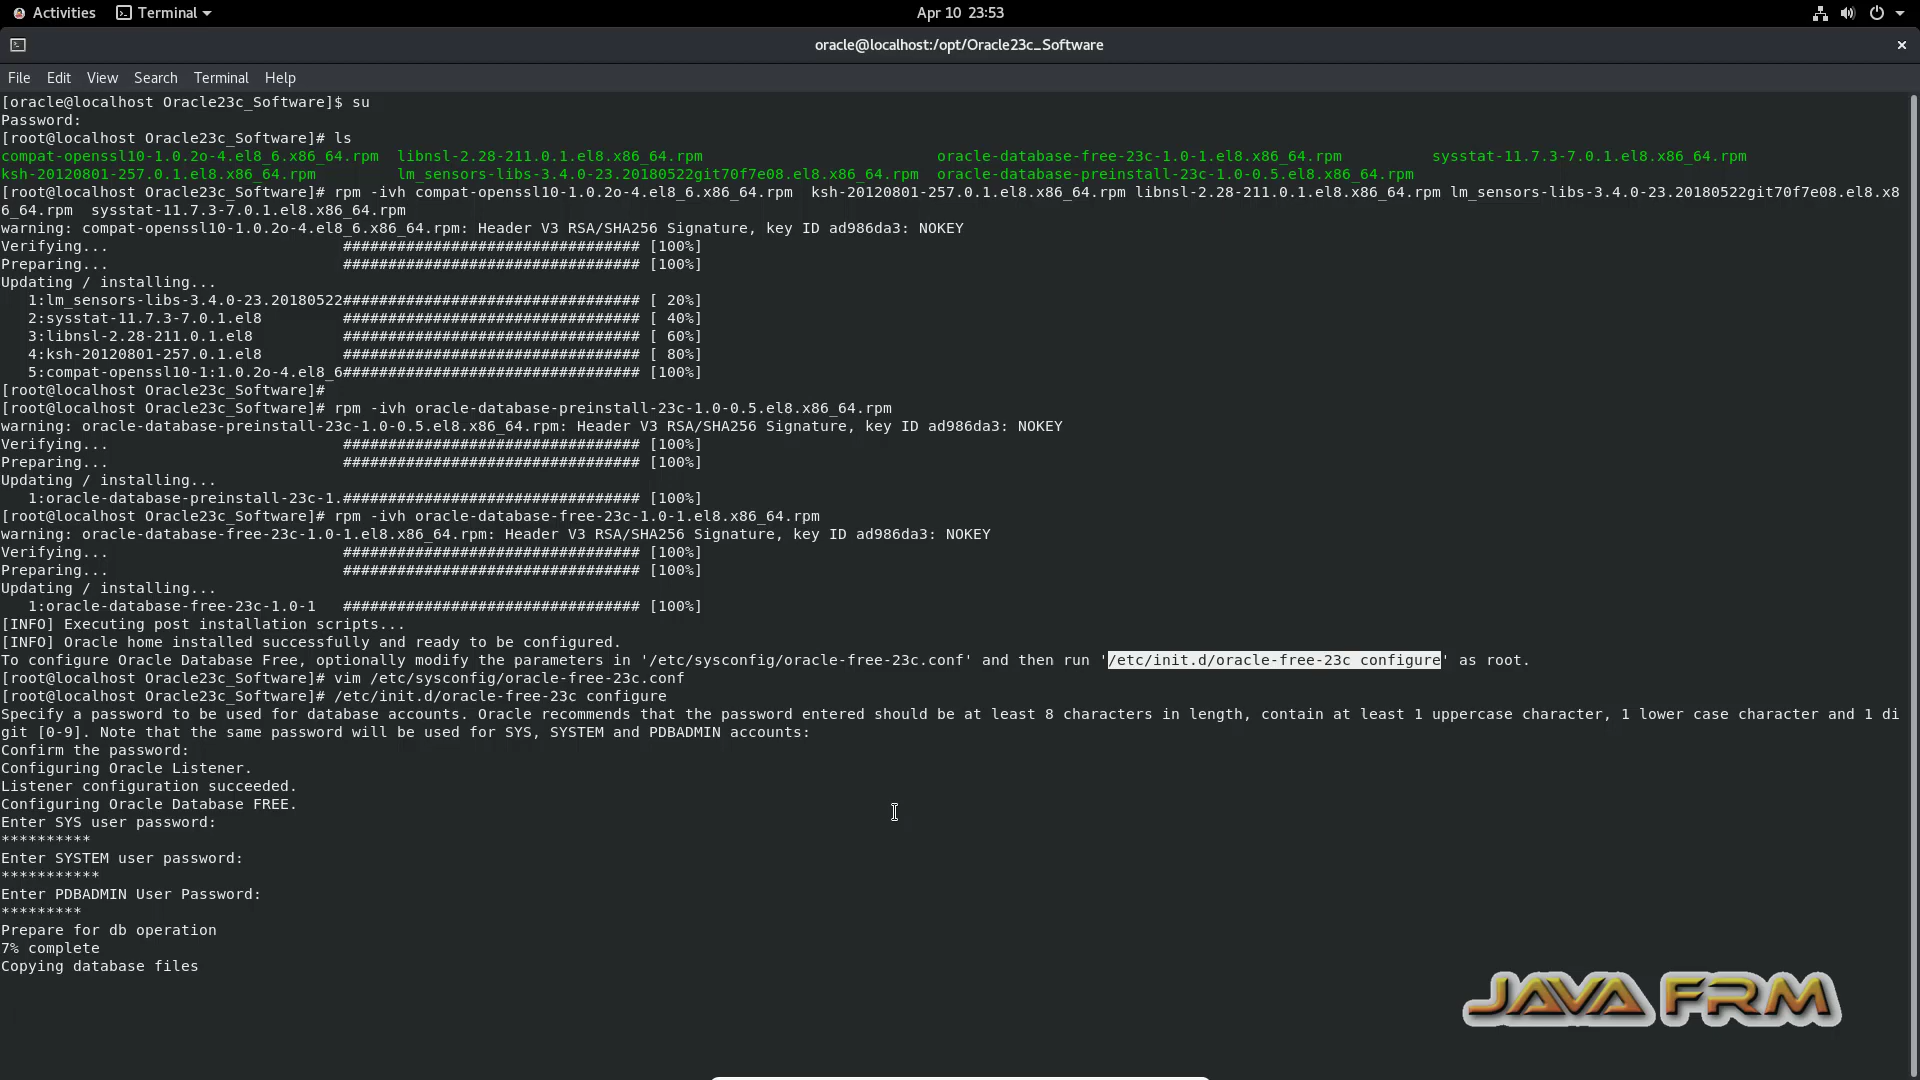 Activities Terminal Apr 10 23:53
oracle@localhost:/opt/Oracle23c_Software
File Edit View Search Terminal Help
[oracle@localhost Oracle23c_Software]$ su
Password:
[root@localhost Oracle23c_Software]# ls
compat-openssl10-1.0.2o-4.el8_6.x86_64.rpm  libnsl-2.28-211.0.1.el8.x86_64.rpm  oracle-database-free-23c-1.0-1.el8.x86_64.rpm  sysstat-11.7.3-7.0.1.el8.x86_64.rpm
ksh-20120801-257.0.1.el8.x86_64.rpm  lm_sensors-libs-3.4.0-23.20180522git70f7e08.el8.x86_64.rpm  oracle-database-preinstall-23c-1.0-0.5.el8.x86_64.rpm
[root@localhost Oracle23c_Software]# rpm -ivh compat-openssl10-1.0.2o-4.el8_6.x86_64.rpm  ksh-20120801-257.0.1.el8.x86_64.rpm libnsl-2.28-211.0.1.el8.x86_64.rpm lm_sensors-libs-3.4.0-23.20180522git70f7e08.el8.x8
6_64.rpm  sysstat-11.7.3-7.0.1.el8.x86_64.rpm
warning: compat-openssl10-1.0.2o-4.el8_6.x86_64.rpm: Header V3 RSA/SHA256 Signature, key ID ad986da3: NOKEY
Verifying... ################################# [100%]
Preparing... ################################# [100%]
Updating / installing...
1:lm_sensors-libs-3.4.0-23.20180522################################# [ 20%]
2:sysstat-11.7.3-7.0.1.el8 ################################# [ 40%]
3:libnsl-2.28-211.0.1.el8 ################################# [ 60%]
4:ksh-20120801-257.0.1.el8 ################################# [ 80%]
5:compat-openssl10-1:1.0.2o-4.el8_6################################# [100%]
[root@localhost Oracle23c_Software]#
[root@localhost Oracle23c_Software]# rpm -ivh oracle-database-preinstall-23c-1.0-0.5.el8.x86_64.rpm
warning: oracle-database-preinstall-23c-1.0-0.5.el8.x86_64.rpm: Header V3 RSA/SHA256 Signature, key ID ad986da3: NOKEY
Verifying... ################################# [100%]
Preparing... ################################# [100%]
Updating / installing...
1:oracle-database-preinstall-23c-1.################################# [100%]
[root@localhost Oracle23c_Software]# rpm -ivh oracle-database-free-23c-1.0-1.el8.x86_64.rpm
warning: oracle-database-free-23c-1.0-1.el8.x86_64.rpm: Header V3 RSA/SHA256 Signature, key ID ad986da3: NOKEY
Verifying... ################################# [100%]
Preparing... ################################# [100%]
Updating / installing...
1:oracle-database-free-23c-1.0-1 ################################# [100%]
[INFO] Executing post installation scripts...
[INFO] Oracle home installed successfully and ready to be configured.
To configure Oracle Database Free, optionally modify the parameters in '/etc/sysconfig/oracle-free-23c.conf' and then run '/etc/init.d/oracle-free-23c configure' as root.
[root@localhost Oracle23c_Software]# vim /etc/sysconfig/oracle-free-23c.conf
[root@localhost Oracle23c_Software]# /etc/init.d/oracle-free-23c configure
Specify a password to be used for database accounts. Oracle recommends that the password entered should be at least 8 characters in length, contain at least 1 uppercase character, 1 lower case character and 1 di
git [0-9]. Note that the same password will be used for SYS, SYSTEM and PDBADMIN accounts:
Confirm the password:
Configuring Oracle Listener.
Listener configuration succeeded.
Configuring Oracle Database FREE.
Enter SYS user password:
**********
Enter SYSTEM user password:
***********
Enter PDBADMIN User Password:
*********
Prepare for db operation
7% complete
Copying database files
JAVA FRM